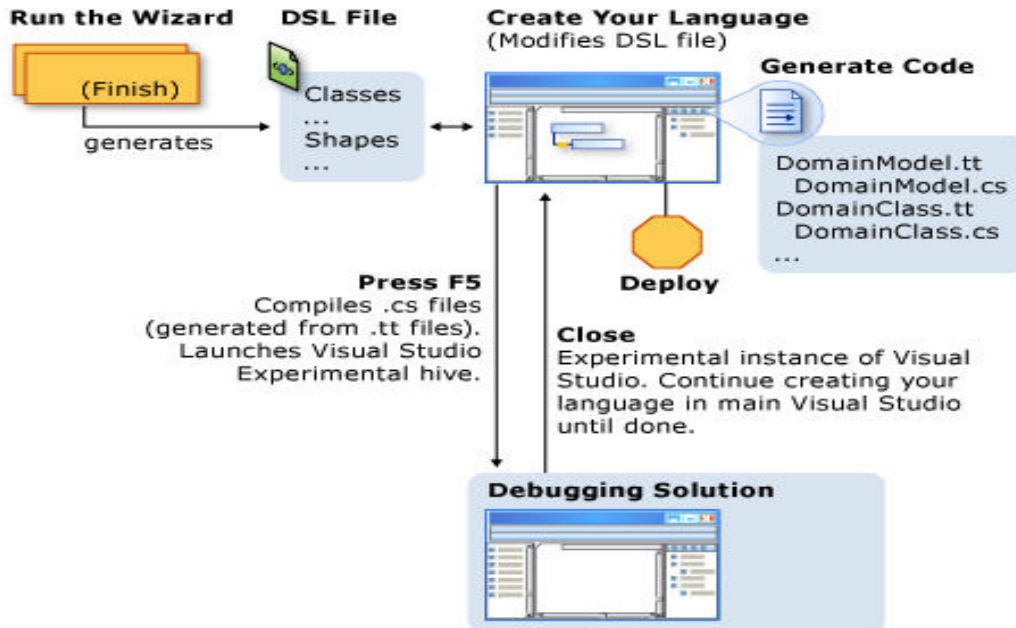 Run the Wizard
(Finish)
generates
DSL File
Classes
...
Shapes
...
Create Your Language
(Modifies DSL file)
Generate Code
DomainModel.tt
DomainModel.cs
DomainClass.tt
DomainClass.cs
...
Deploy
Press F5
Compiles .cs files
(generated from .tt files).
Launches Visual Studio
Experimental hive.
Close
Experimental instance of Visual
Studio. Continue creating your
language in main Visual Studio
until done.
Debugging Solution